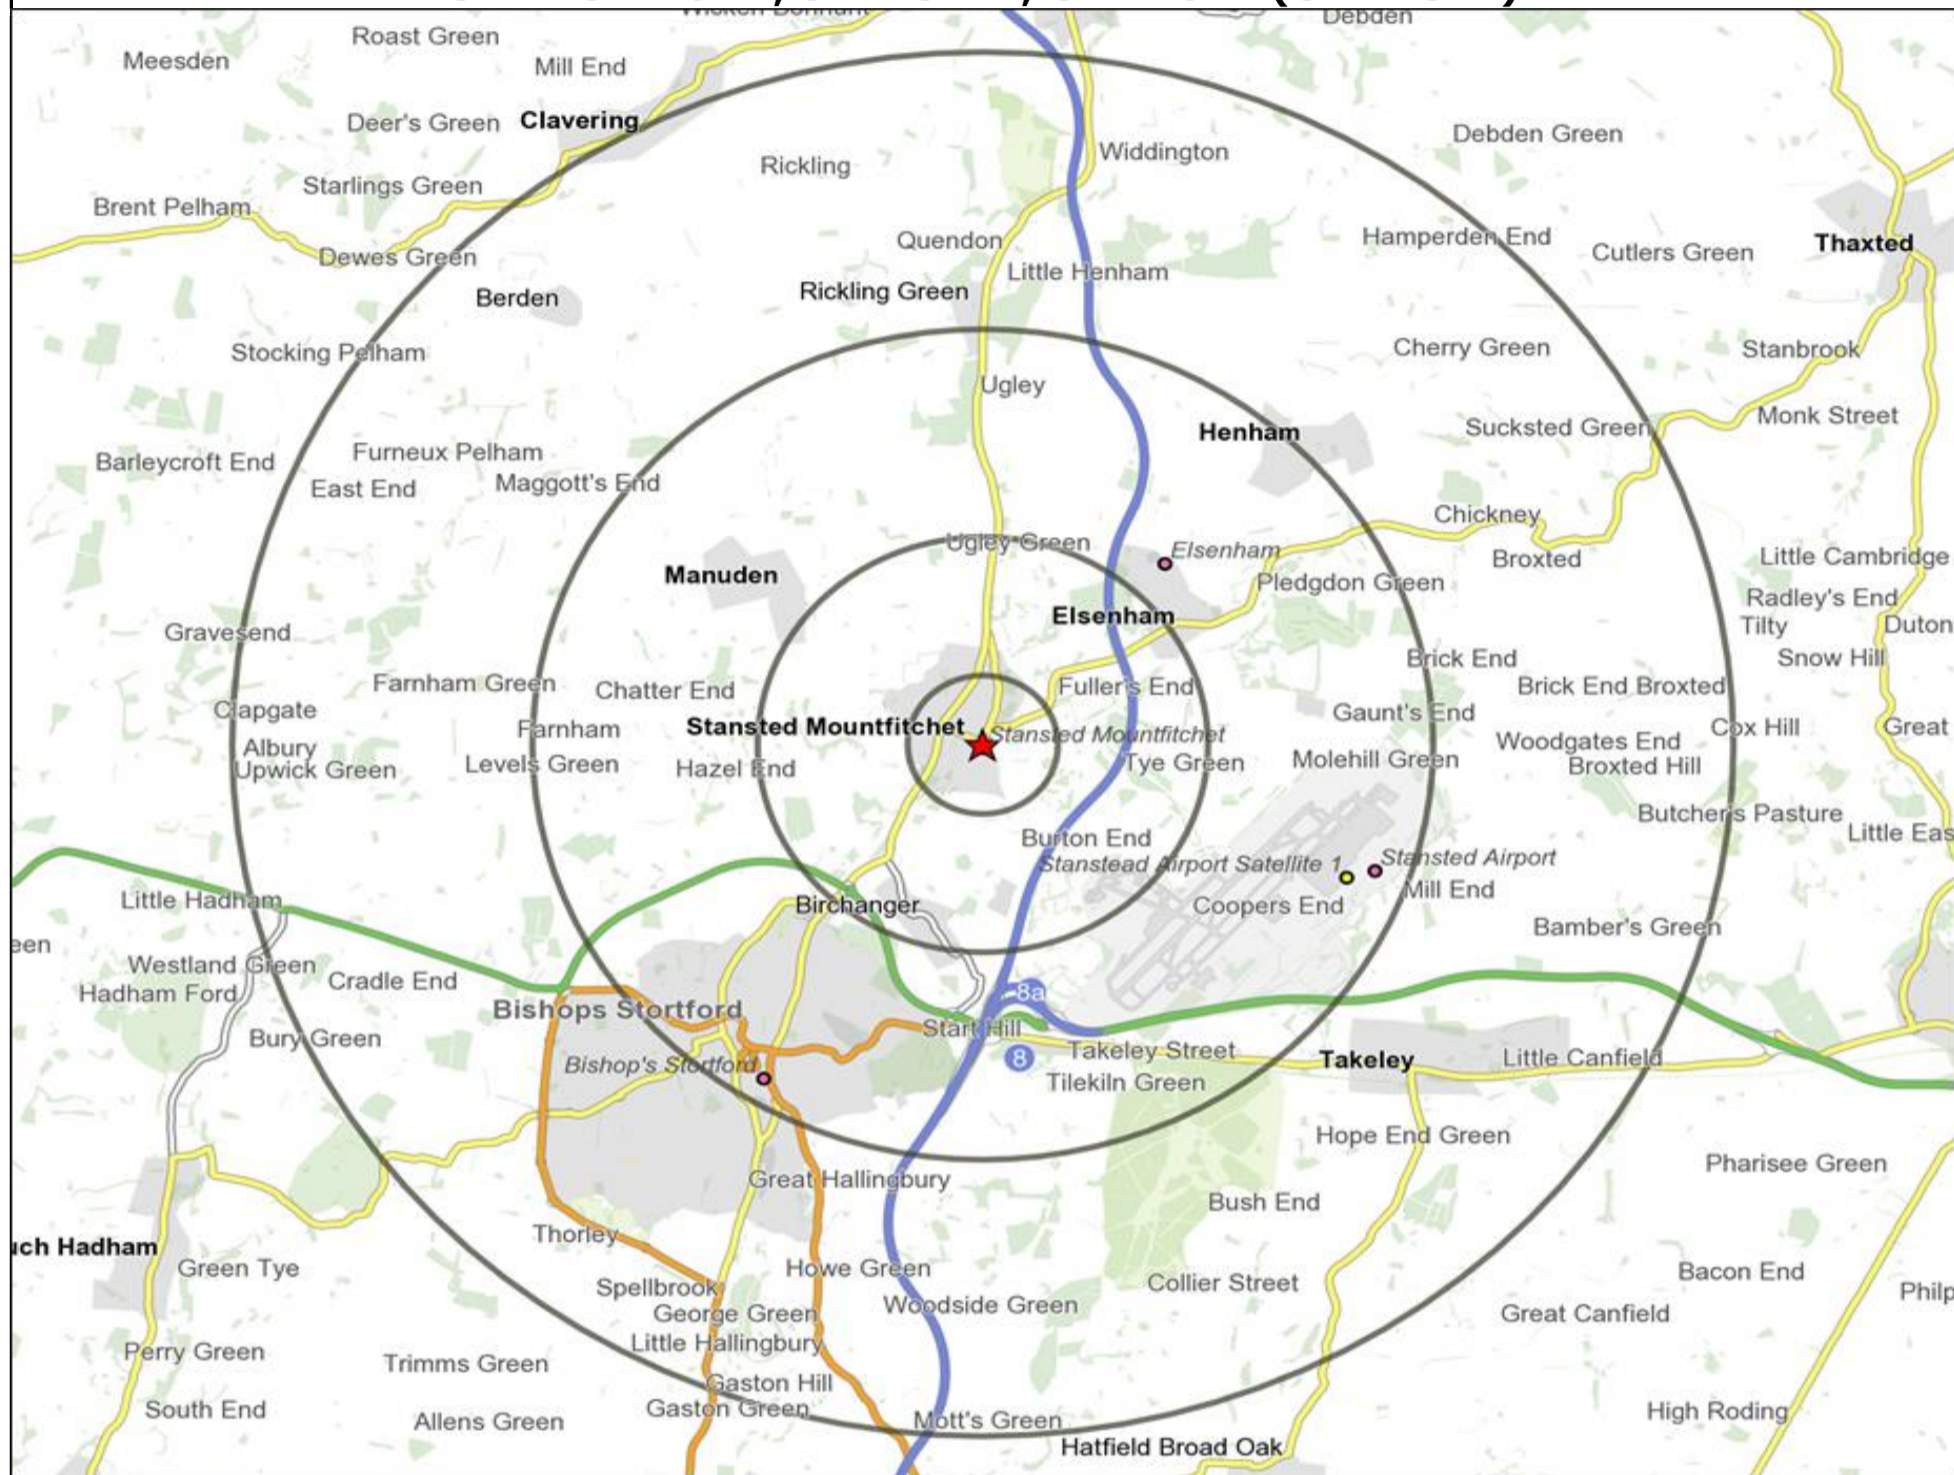 Debden
Roast Green
Meesden
Mill End
Deer's Green
Clavering
Debden Green
Widdington
Rickling
Starlings Green
Brent Pelham
Quendon
Hamperden End
Thaxted
Cutlers Green
Dewes Green
Little Henham
Rickling Green
Berden
Stocking Pelham
Cherry Green
Stanbrook
Ugley
Monk Street
Sucksted Green
Henham
Furneux Pelham
Barleycroft End
Maggott's End
East End
Chickney
Ugley Green
Elsenham
Broxted
Little Cambridge
Manuden
Pledgdon Green
Radley's End
Elsenham
Tilty
Duton
Gravesend
Brick End
Snow Hill
Farnham Green
Chatter End
Fuller's End
Brick End Broxted
Clapgate
Gaunt's End
Stansted Mountfitchet
Farnham
Cox Hill
Great
Stansted Mountfitchet
Woodgates End
Albury
Molehill Green
Tye Green
Levels Green
Broxted Hill
Hazel End
Upwick Green
Butcher's Pasture
Little Eas
Burton End
Stansted Airport
Stanstead Airport Satellite 1
Mill End
Little Hadham
Birchanger
Coopers End
Bamber's Green
een
Westland Green
Cradle End
Hadham Ford
8a
Bishops Stortford
Start Hill
Bury Green
Takeley Street
8
Little Canfield
Takeley
Bishop's Stortford
Tilekiln Green
Hope End Green
Pharisee Green
Great Hallingbury
Bush End
Thorley
uch Hadham
Green Tye
Howe Green
Bacon End
Collier Street
Spellbrook
Philp
Woodside Green
George Green
Great Canfield
Little Hallingbury
Perry Green
Trimms Green
Gaston Hill
South End
Gaston Green
High Roding
Allens Green
Mott's Green
Hatfield Broad Oak